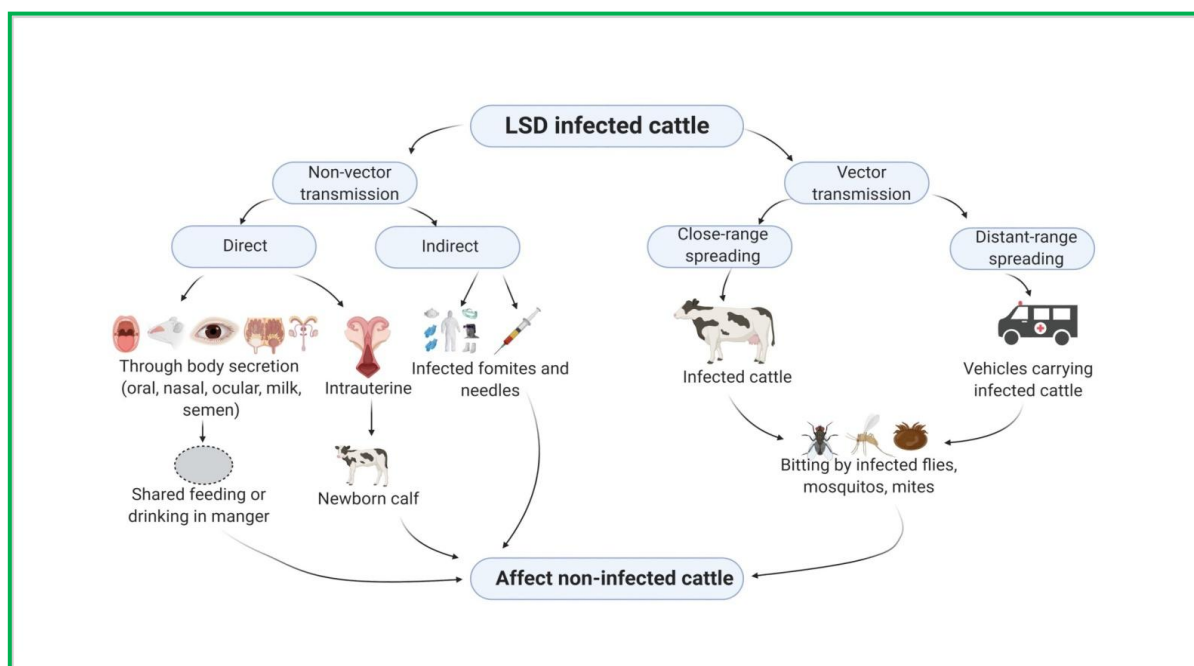 LSD infected cattle
Non-vector
transmission
Vector
transmission
Direct
Indirect
Close-range
spreading
Distant-range
spreading
Through body secretion
(oral, nasal, ocular, milk,
semen)
Intrauterine
Infected fomites and
needles
Infected cattle
Vehicles carrying
infected cattle
Shared feeding or
drinking in manger
Newborn calf
Bitting by infected flies,
mosquitos, mites
Affect non-infected cattle